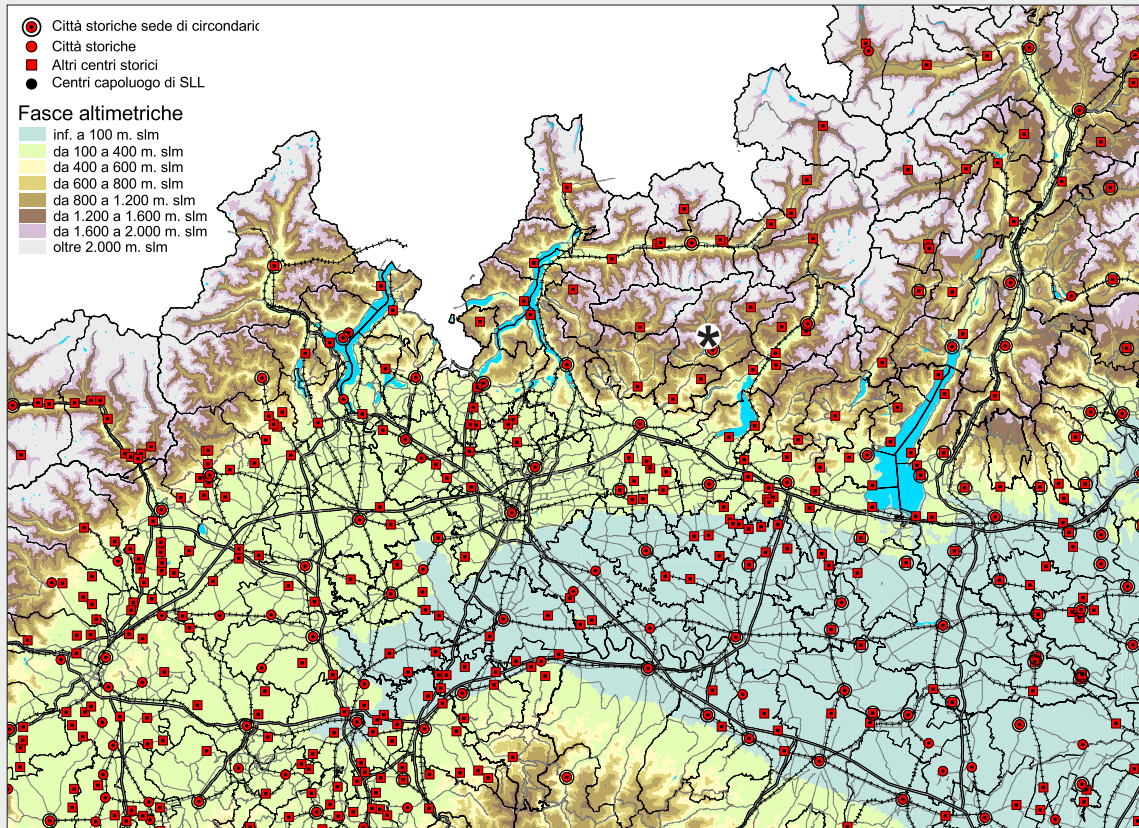 Città storiche sede di circondaric
Città storiche
Altri centri storici
Centri capoluogo di SLL
Fasce altimetriche
inf. a 100 m. slm
da 100 a 400 m. slm
da 400 a 600 m. slm
da 600 a 800 m. slm
da 800 a 1.200 m. slm
da 1.200 a 1.600 m. slm
da 1.600 a 2.000 m. slm
oltre 2.000 m. slm
*